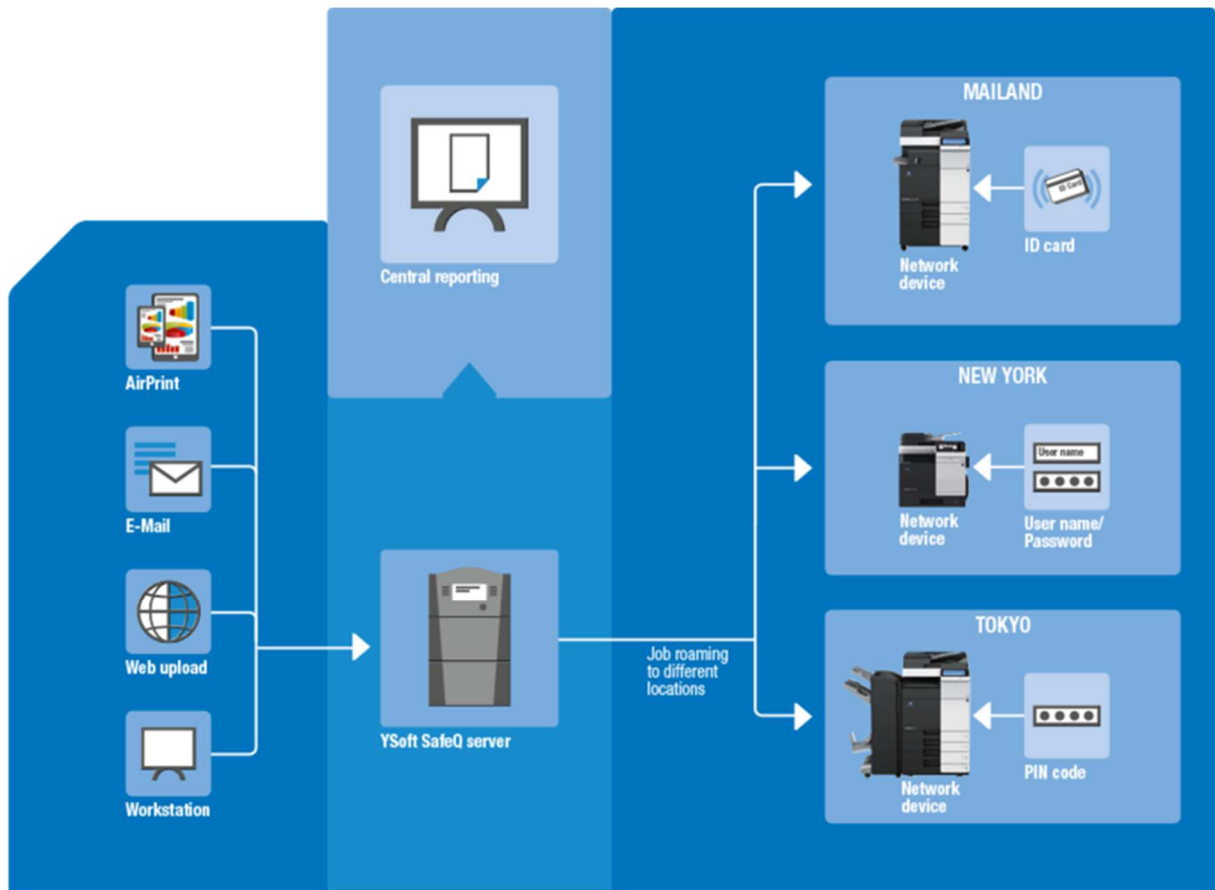 Central reporting
AirPrint
E-Mail
Web upload
Workstation
YSoft SafeQ server
Job roaming
to different
locations
MAILAND
Network
device
ID Card
ID card
NEW YORK
Network
device
User name
User name/
Password
TOKYO
Network
device
PIN code